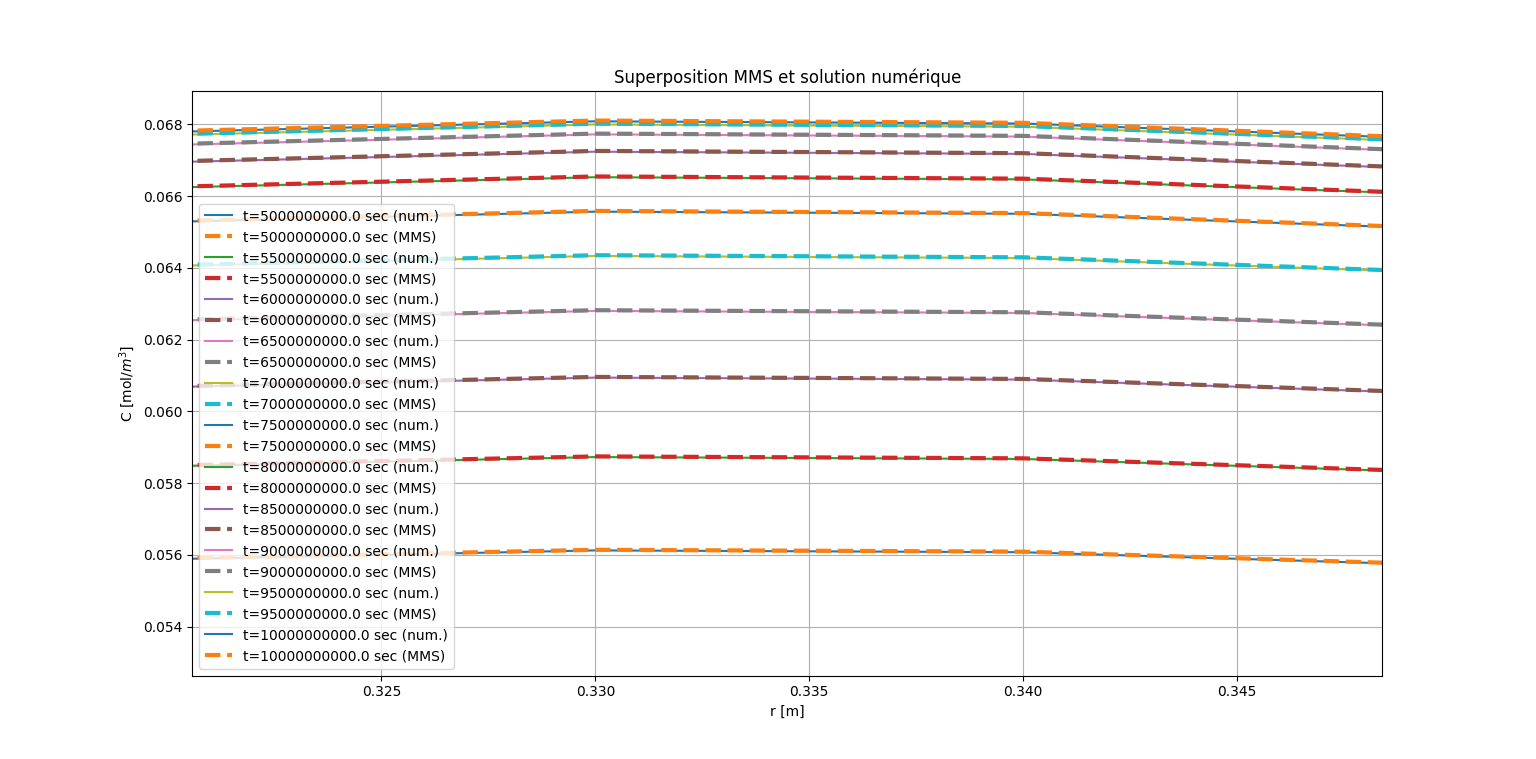 Superposition MMS et solution numérique
C [mol/m³]
0.068
0.066
0.064
0.062
0.060
0.058
0.056
0.054
t=5000000000.0 sec (num.)
t=5000000000.0 sec (MMS)
t=5500000000.0 sec (num.)
t=5500000000.0 sec (MMS)
t=6000000000.0 sec (num.)
t=6000000000.0 sec (MMS)
t=6500000000.0 sec (num.)
t=6500000000.0 sec (MMS)
t=7000000000.0 sec (num.)
t=7000000000.0 sec (MMS)
t=7500000000.0 sec (num.)
t=7500000000.0 sec (MMS)
t=8000000000.0 sec (num.)
t=8000000000.0 sec (MMS)
t=8500000000.0 sec (num.)
t=8500000000.0 sec (MMS)
t=9000000000.0 sec (num.)
t=9000000000.0 sec (MMS)
t=9500000000.0 sec (num.)
t=9500000000.0 sec (MMS)
t=10000000000.0 sec (num.)
t=10000000000.0 sec (MMS)
0.325 0.330 0.335 0.340 0.345
r [m]